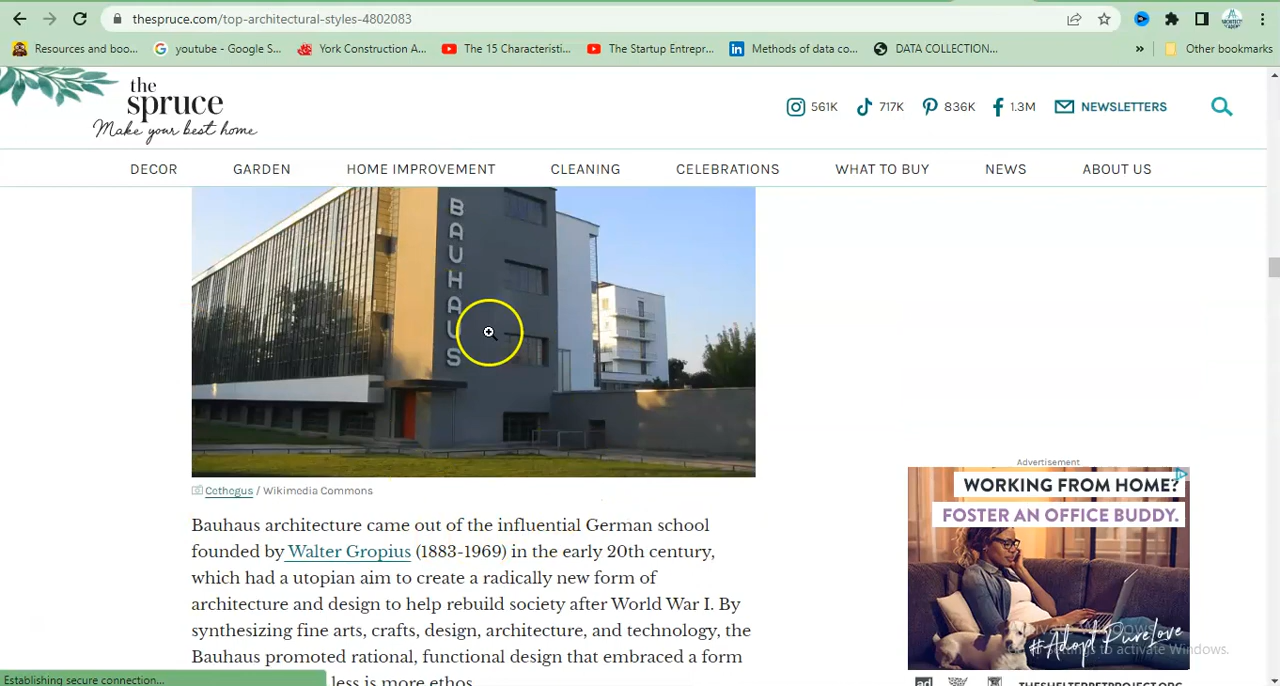 thespruce.com/top-architectural-styles-4802083
Resources and boo...
youtube - Google S...
York Construction A...
The 15 Characteristi...
The Startup Entrepr...
Methods of data co...
DATA COLLECTION...
»
Other bookmarks
the
spruce
Make your best home
561K
717K
836K
1.3M
NEWSLETTERS
DECOR
GARDEN
HOME IMPROVEMENT
CLEANING
CELEBRATIONS
WHAT TO BUY
NEWS
ABOUT US
BAUHAUS
Cethegus / Wikimedia Commons
Bauhaus architecture came out of the influential German school
founded by Walter Gropius (1883-1969) in the early 20th century,
which had a utopian aim to create a radically new form of
architecture and design to help rebuild society after World War I. By
synthesizing fine arts, crafts, design, architecture, and technology, the
Bauhaus promoted rational, functional design that embraced a form
less is more ethos.
Advertisement
WORKING FROM HOME?
FOSTER AN OFFICE BUDDY.
#AdoptPureLove
to activate Windows.
ad
THESHELTERPETPROJECT.ORG
Establishing secure connection...